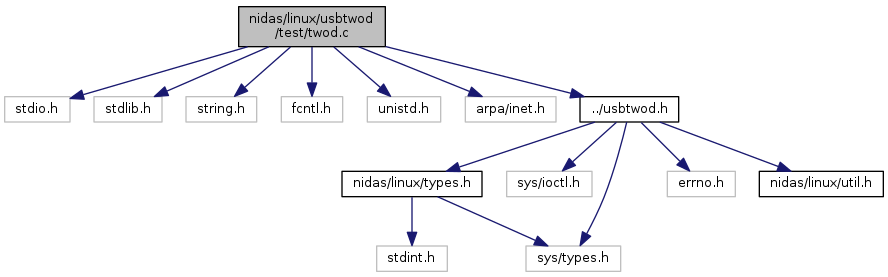 nidas/linux/usbtwod
/test/twod.c
stdio.h
stdlib.h
string.h
fcntl.h
unistd.h
arpa/inet.h
../usbtwod.h
nidas/linux/types.h
sys/ioctl.h
errno.h
nidas/linux/util.h
stdint.h
sys/types.h